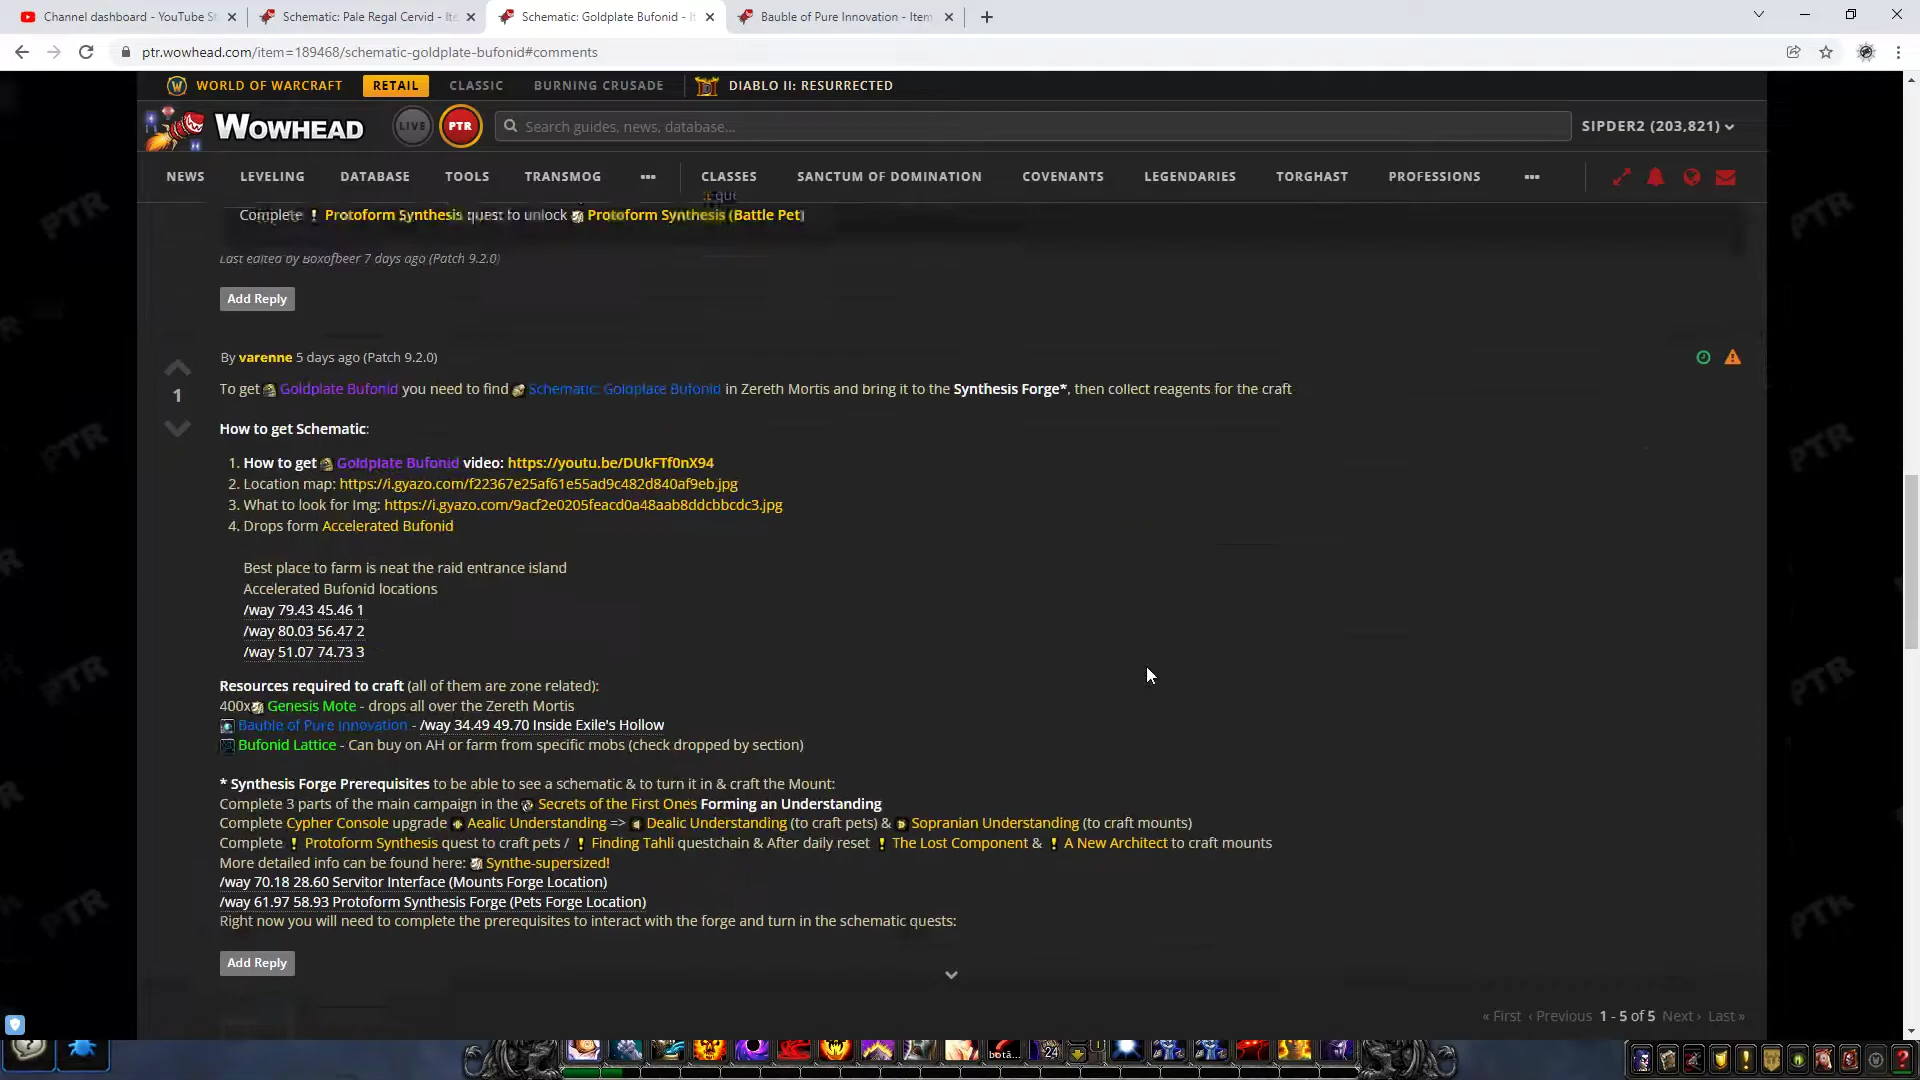 Channel dashboard - YouTube St
Schematic: Pale Regal Cervid - Ite
Schematic: Goldplate Bufonid - It
Bauble of Pure Innovation - Item
ptr.wowhead.com/item=189468/schematic-goldplate-bufonid#comments
WORLD OF WARCRAFT
RETAIL
CLASSIC
BURNING CRUSADE
DIABLO II: RESURRECTED
WOWHEAD
LIVE
PTR
Search guides, news, database...
SIPDER2 (203,821)
NEWS
LEVELING
DATABASE
TOOLS
TRANSMOG
CLASSES
SANCTUM OF DOMINATION
COVENANTS
LEGENDARIES
TORGHAST
PROFESSIONS
Complete Protoform Synthesis quest to unlock Protoform Synthesis (Battle Pet)
Last edited by Boxofbeer 7 days ago (Patch 9.2.0)
Add Reply
By varenne 5 days ago (Patch 9.2.0)
1
To get Goldplate Bufonid you need to find Schematic: Goldplate Bufonid in Zereth Mortis and bring it to the Synthesis Forge*, then collect reagents for the craft
How to get Schematic:
1. How to get Goldplate Bufonid video: https://youtu.be/DUkFTf0nX94
2. Location map: https://i.gyazo.com/f22367e25af61e55ad9c482d840af9eb.jpg
3. What to look for Img: https://i.gyazo.com/9acf2e0205feacd0a48aab8ddcbbcdc3.jpg
4. Drops form Accelerated Bufonid
Best place to farm is neat the raid entrance island
Accelerated Bufonid locations
/way 79.43 45.46 1
/way 80.03 56.47 2
/way 51.07 74.73 3
Resources required to craft (all of them are zone related):
400x Genesis Mote - drops all over the Zereth Mortis
Bauble of Pure Innovation - /way 34.49 49.70 Inside Exile's Hollow
Bufonid Lattice - Can buy on AH or farm from specific mobs (check dropped by section)
* Synthesis Forge Prerequisites to be able to see a schematic & to turn it in & craft the Mount:
Complete 3 parts of the main campaign in the Secrets of the First Ones Forming an Understanding
Complete Cypher Console upgrade Aealic Understanding => Dealic Understanding (to craft pets) & Sopranian Understanding (to craft mounts)
Complete Protoform Synthesis quest to craft pets / Finding Tahli questchain & After daily reset The Lost Component & A New Architect to craft mounts
More detailed info can be found here: Synthe-supersized!
/way 70.18 28.60 Servitor Interface (Mounts Forge Location)
/way 61.97 58.93 Protoform Synthesis Forge (Pets Forge Location)
Right now you will need to complete the prerequisites to interact with the forge and turn in the schematic quests:
Add Reply
« First ‹ Previous 1 - 5 of 5 Next › Last »
24